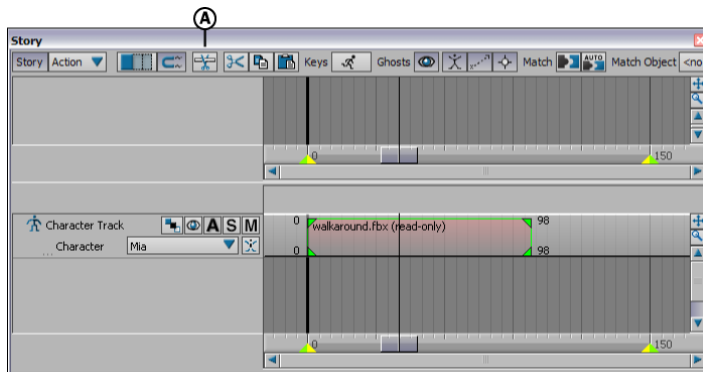 A
Story
Story Action Keys Ghosts Match AUTO Match Object <no
0 150
Character Track A S M
0 walkaround.fbx (read-only) 98
Character Mia
0 98
0 150